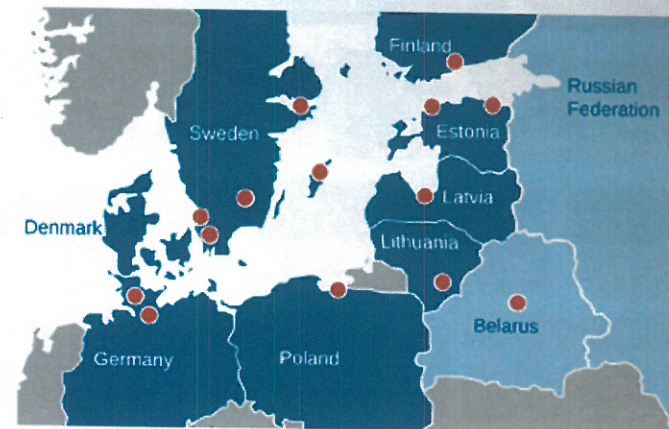 Finland
Russian
Federation
Sweden
Estonia
Latvia
Denmark
Lithuania
Belarus
Germany
Poland